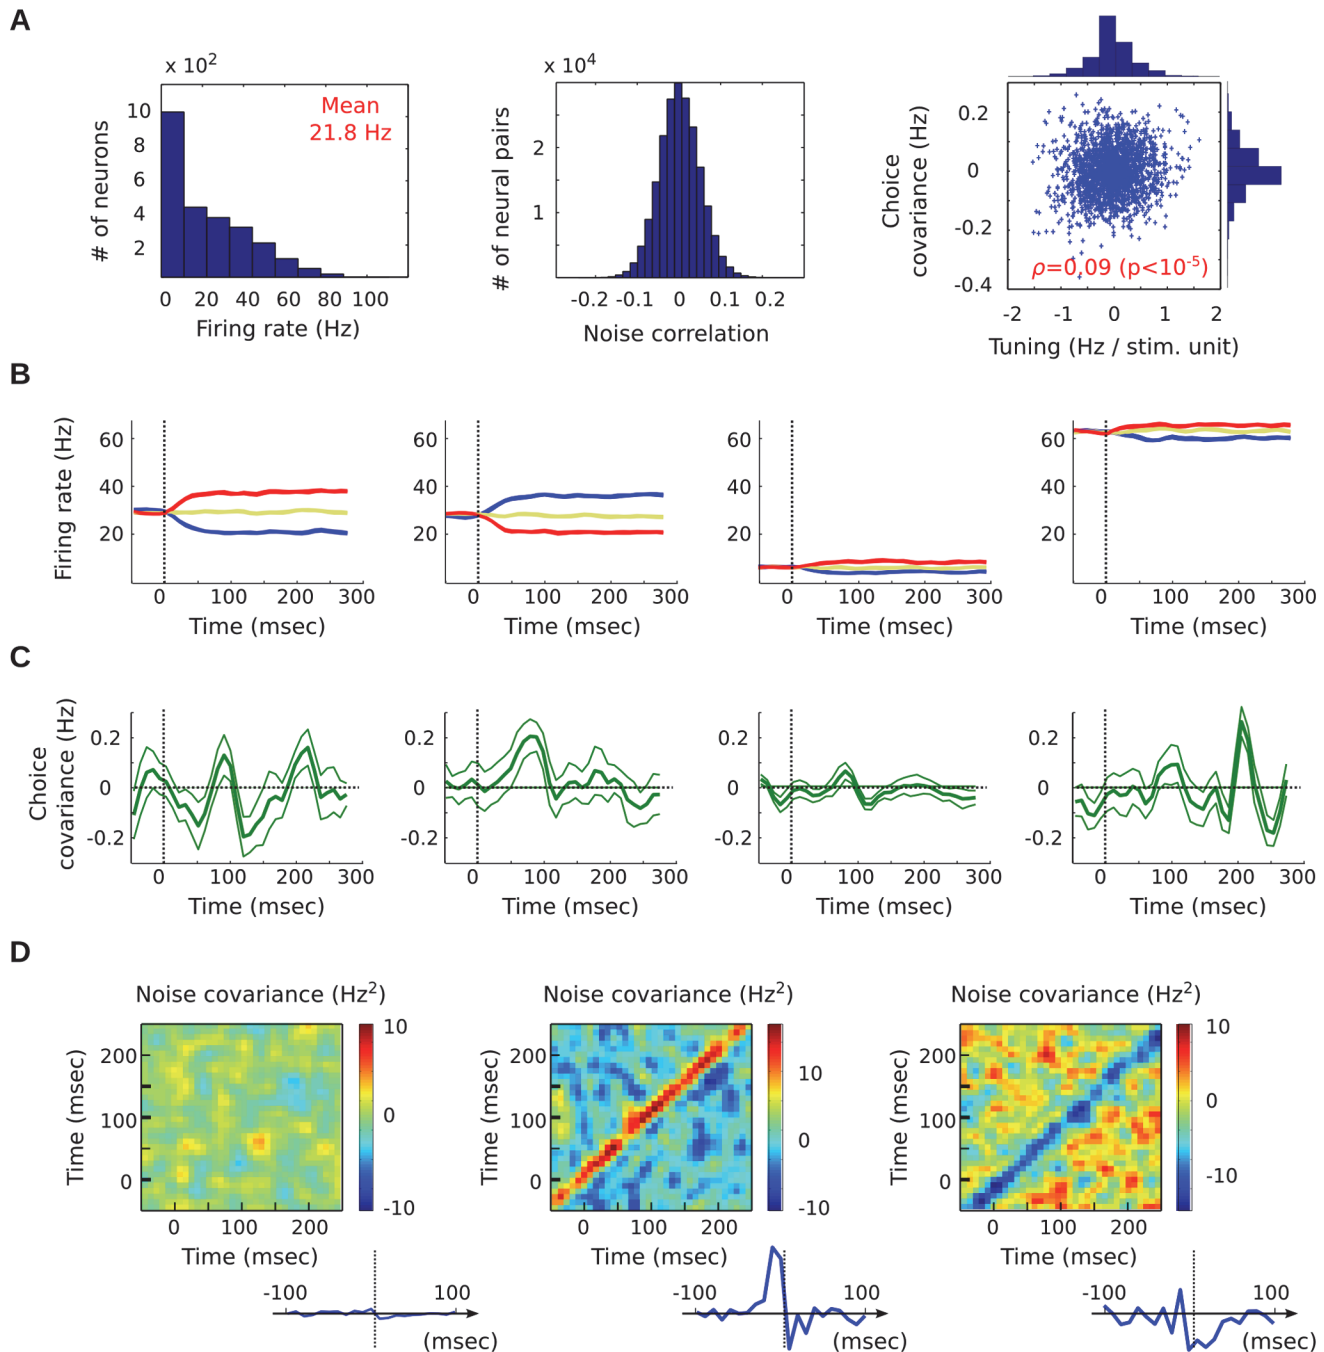 A
x 10²
# of neurons
10
8
6
4
2
Mean
21.8 Hz
0 20 40 60 80 100
Firing rate (Hz)
x 10⁴
# of neural pairs
2
1
-0.2 -0.1 0 0.1 0.2
Noise correlation
Choice
covariance (Hz)
0.2
0
-0.2
-0.4
ρ=0.09 (p<10⁻⁵)
-2 -1 0 1 2
Tuning (Hz / stim. unit)
B
Firing rate (Hz)
60
40
20
0 100 200 300
Time (msec)
60
40
20
0 100 200 300
Time (msec)
60
40
20
0 100 200 300
Time (msec)
60
40
20
0 100 200 300
Time (msec)
C
Choice
covariance (Hz)
0.2
0
-0.2
0 100 200 300
Time (msec)
0.2
0
-0.2
0 100 200 300
Time (msec)
0.2
0
-0.2
0 100 200 300
Time (msec)
0.2
0
-0.2
0 100 200 300
Time (msec)
D
Noise covariance (Hz²)
Time (msec)
200
100
0
0 100 200
Time (msec)
10
0
-10
-100 100
(msec)
Noise covariance (Hz²)
Time (msec)
200
100
0
0 100 200
Time (msec)
10
0
-10
-100 100
(msec)
Noise covariance (Hz²)
Time (msec)
200
100
0
0 100 200
Time (msec)
10
0
-10
-100 100
(msec)